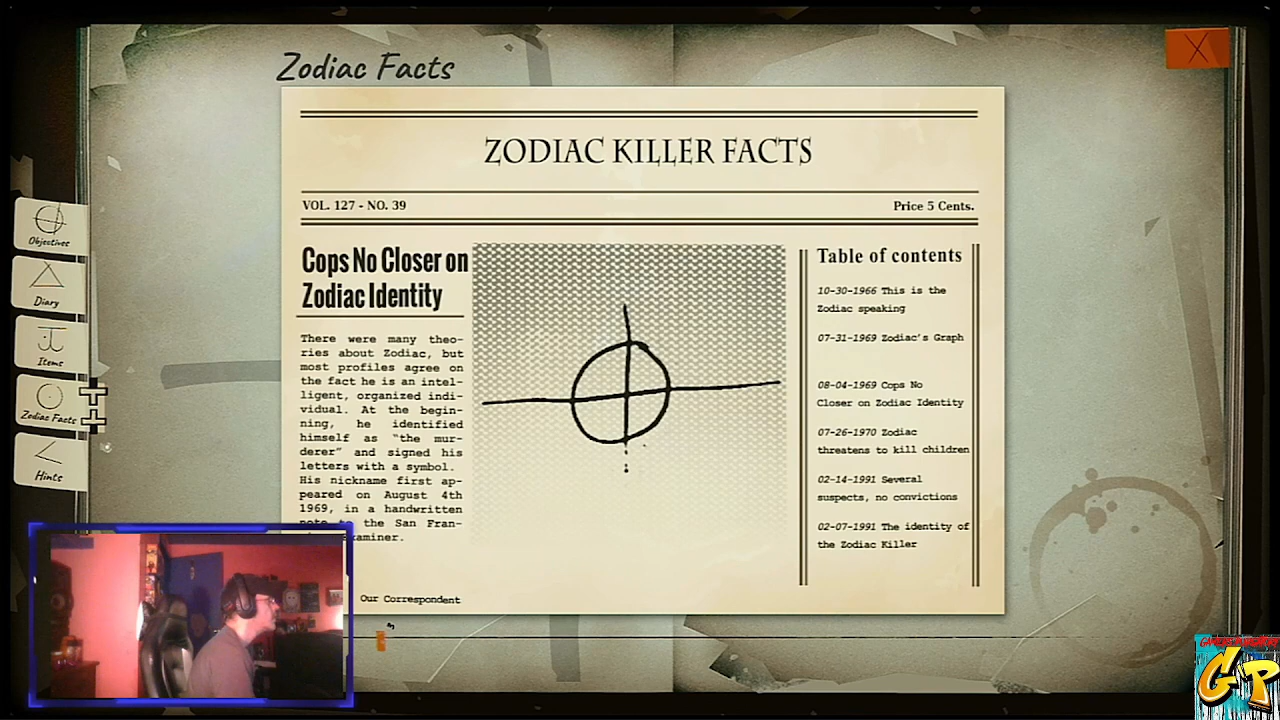 Zodiac Facts
ZODIAC KILLER FACTS
VOL. 127 - NO. 39
Price 5 Cents.
Objectives
Diary
Items
Zodiac Facts
Hints
Cops No Closer on
Zodiac Identity
There were many theo-
ries about Zodiac, but
most profiles agree on
the fact he is an intel-
ligent, organized indi-
vidual. At the begin-
ning, he identified
himself as "the mur-
derer" and signed his
letters with a symbol.
His nickname first ap-
peared on August 4th
1969, in a handwritten
to the San Fran-
Our Correspondent
Table of contents
10-30-1966 This is the
Zodiac speaking
07-31-1969 Zodiac's Graph
08-04-1969 Cops No
Closer on Zodiac Identity
07-26-1970 Zodiac
threatens to kill children
02-14-1991 Several
suspects, no convictions
02-07-1991 The identity of
the Zodiac Killer
GP